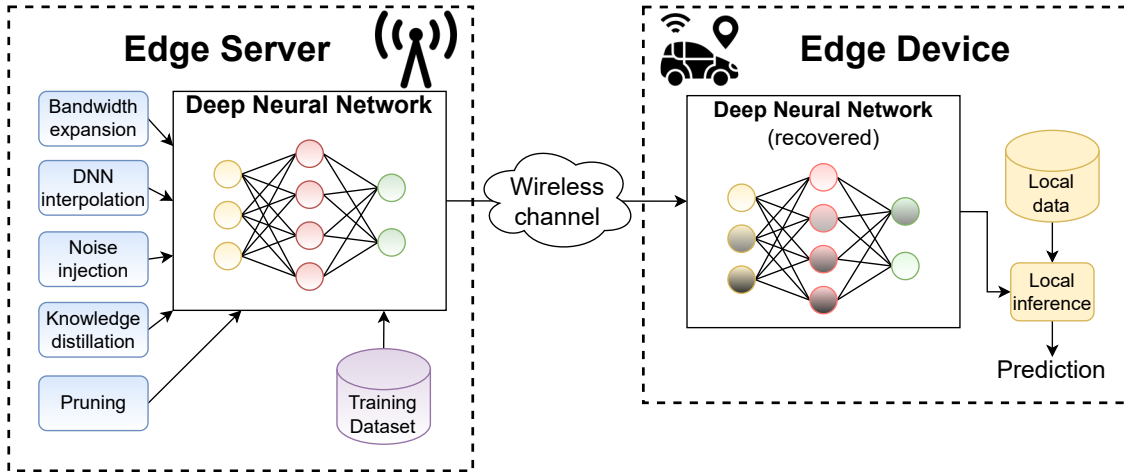 Edge Server
Bandwidth
expansion
DNN
interpolation
Noise
injection
Knowledge
distillation
Pruning
Deep Neural Network
Training
Dataset
Wireless
channel
Edge Device
Deep Neural Network
(recovered)
Local
data
Local
inference
Prediction